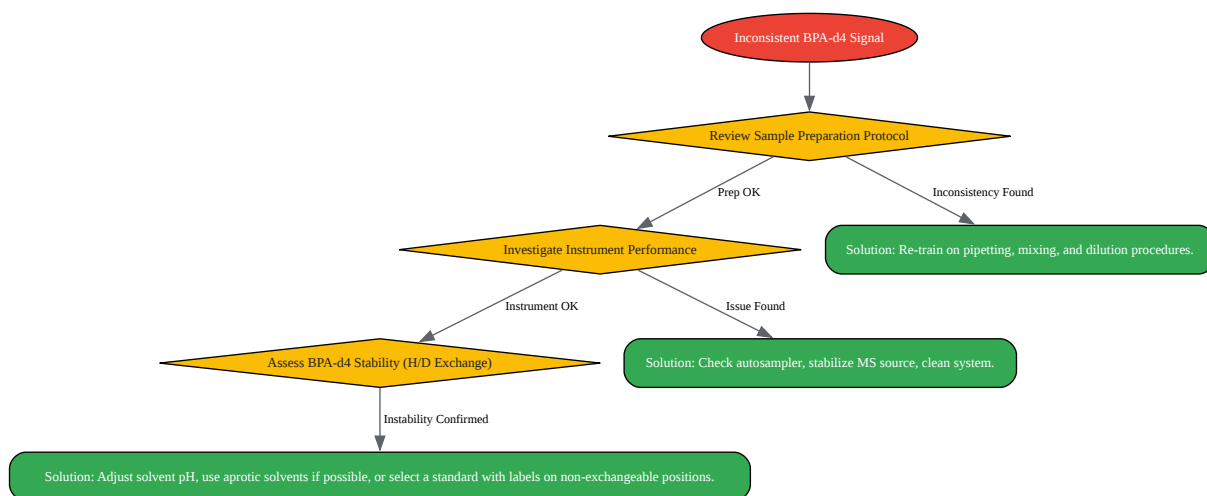 Inconsistent BPA-d4 Signal
Review Sample Preparation Protocol
Prep OK
Inconsistency Found
Investigate Instrument Performance
Solution: Re-train on pipetting, mixing, and dilution procedures.
Instrument OK
Issue Found
Assess BPA-d4 Stability (H/D Exchange)
Solution: Check autosampler, stabilize MS source, clean system.
Instability Confirmed
Solution: Adjust solvent pH, use aprotic solvents if possible, or select a standard with labels on non-exchangeable positions.